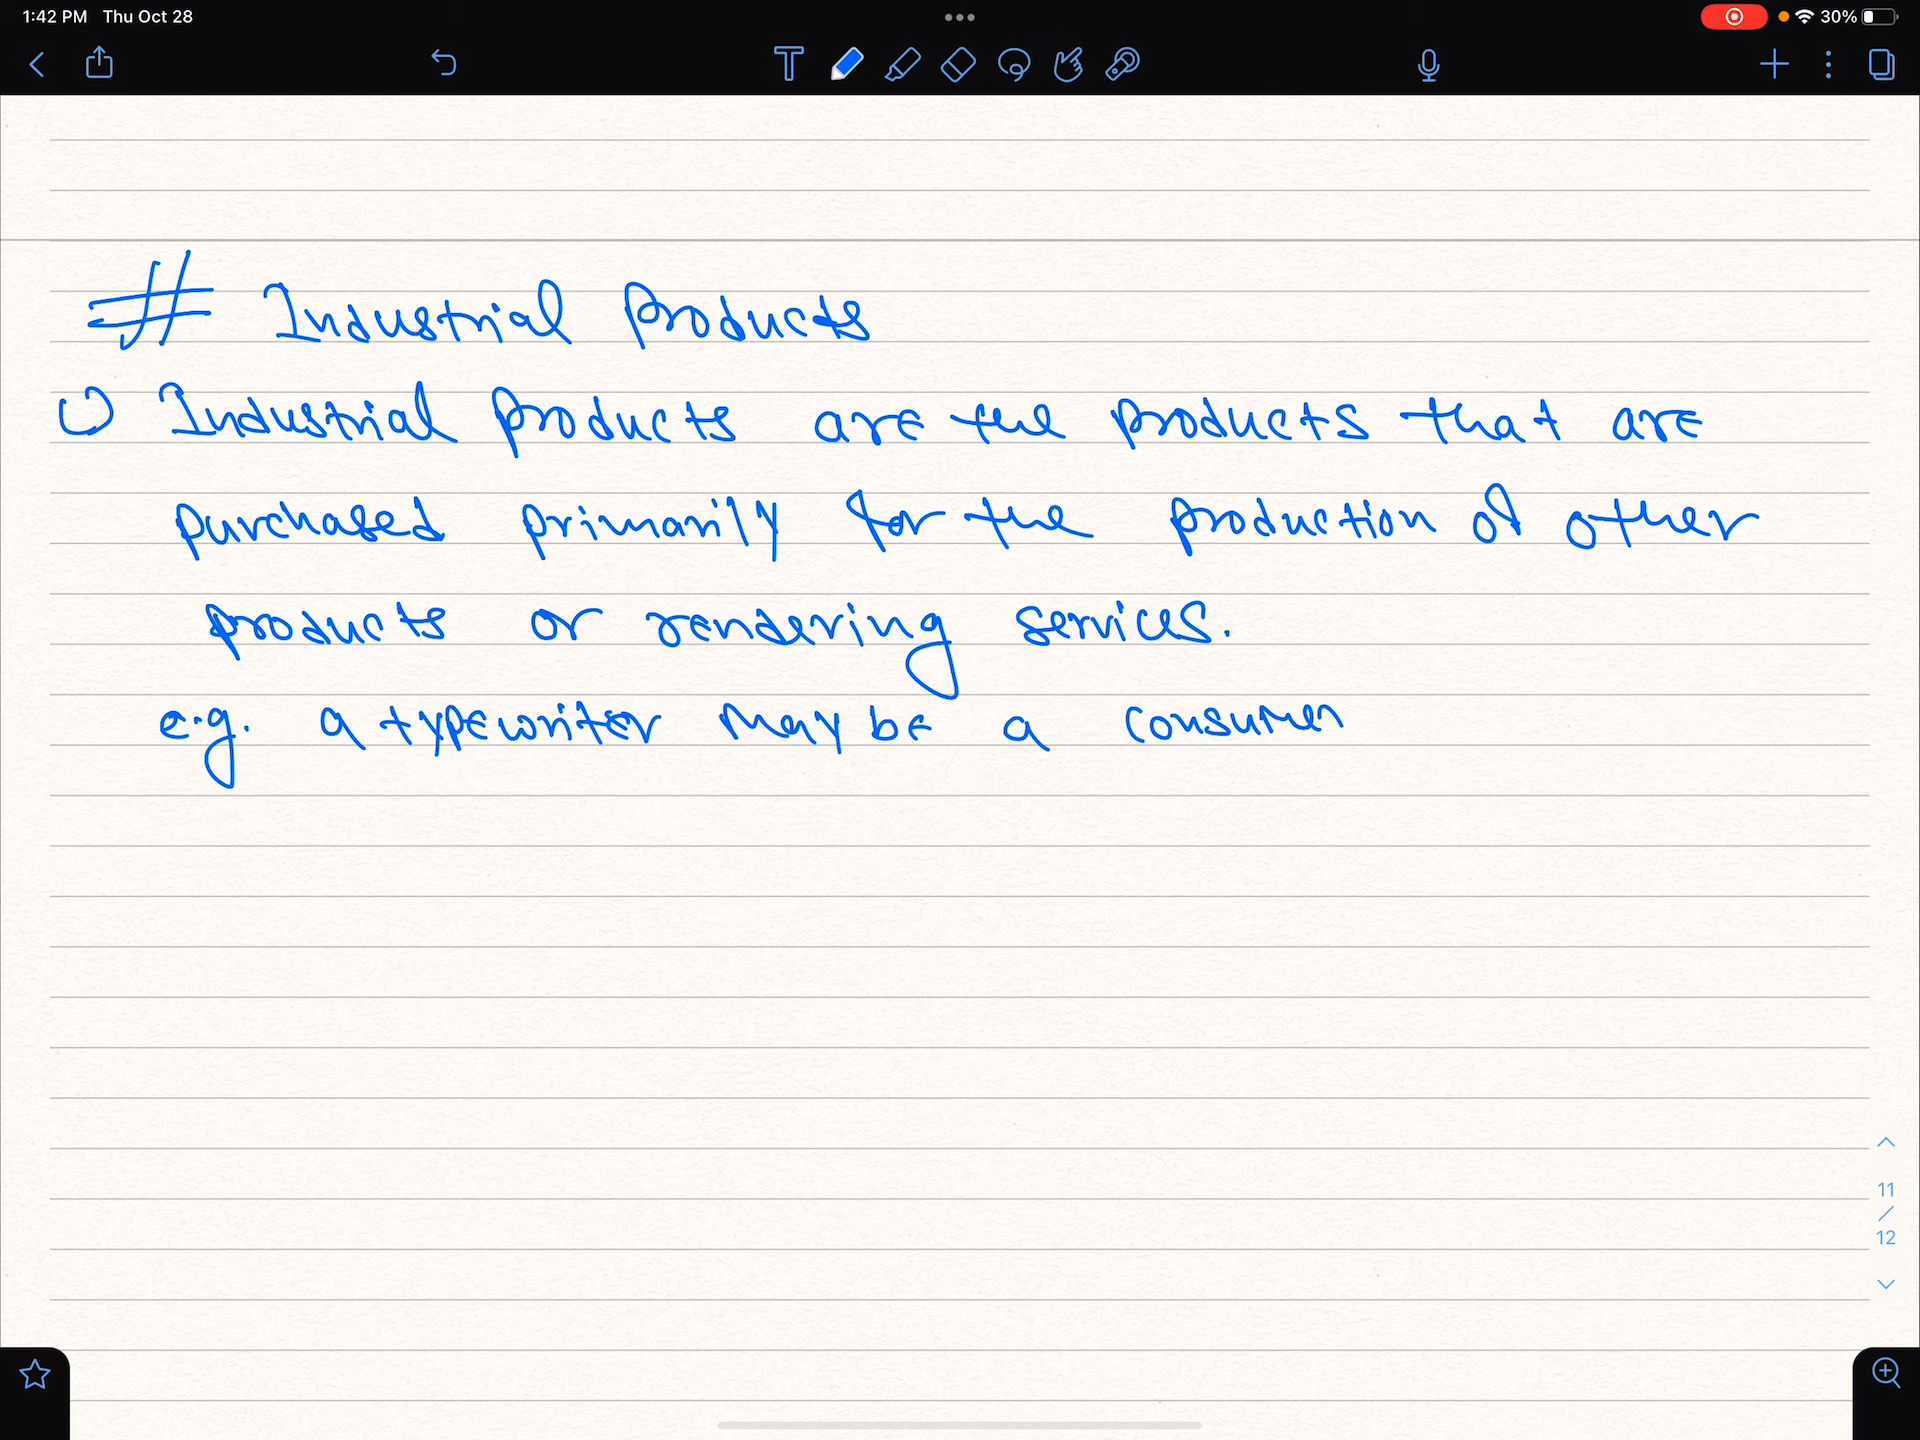 1:42 PM Thu Oct 28
30%
# Industrial Products
Industrial products are the products that are
purchased primarily for the production of other
products or rendering services.
e.g. a typewriter may be a consumer
11
/
12